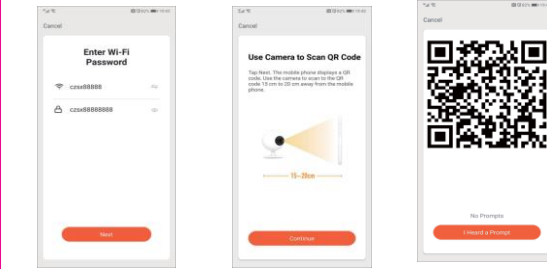 Cancel
Enter Wi-Fi
Password
czsx88888
czsx88888888
Next
Cancel
Use Camera to Scan QR Code
Tap Next. The mobile phone displays a QR
code. Use the camera to scan the QR
code 15 cm to 20 cm away from the mobile
phone.
15~20cm
Continue
Cancel
No Prompts
I Heard a Prompt